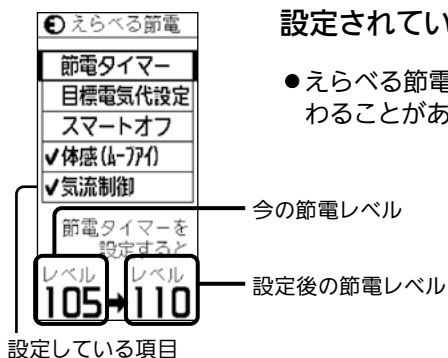 えらべる節電
節電タイマー
目標電気代設定
スマートオフ
✔体感(ムーブアイ)
✔気流制御
節電タイマーを
設定すると
レベル レベル
105➡110
設定されてい
●えらべる節電
わることがあ
今の節電レベル
設定後の節電レベル
設定している項目